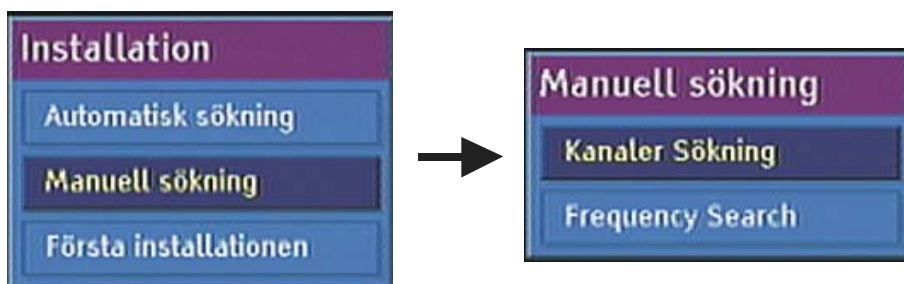 Installation
Automatisk sökning
Manuell sökning
Första installationen
Manuell sökning
Kanaler Sökning
Frequency Search